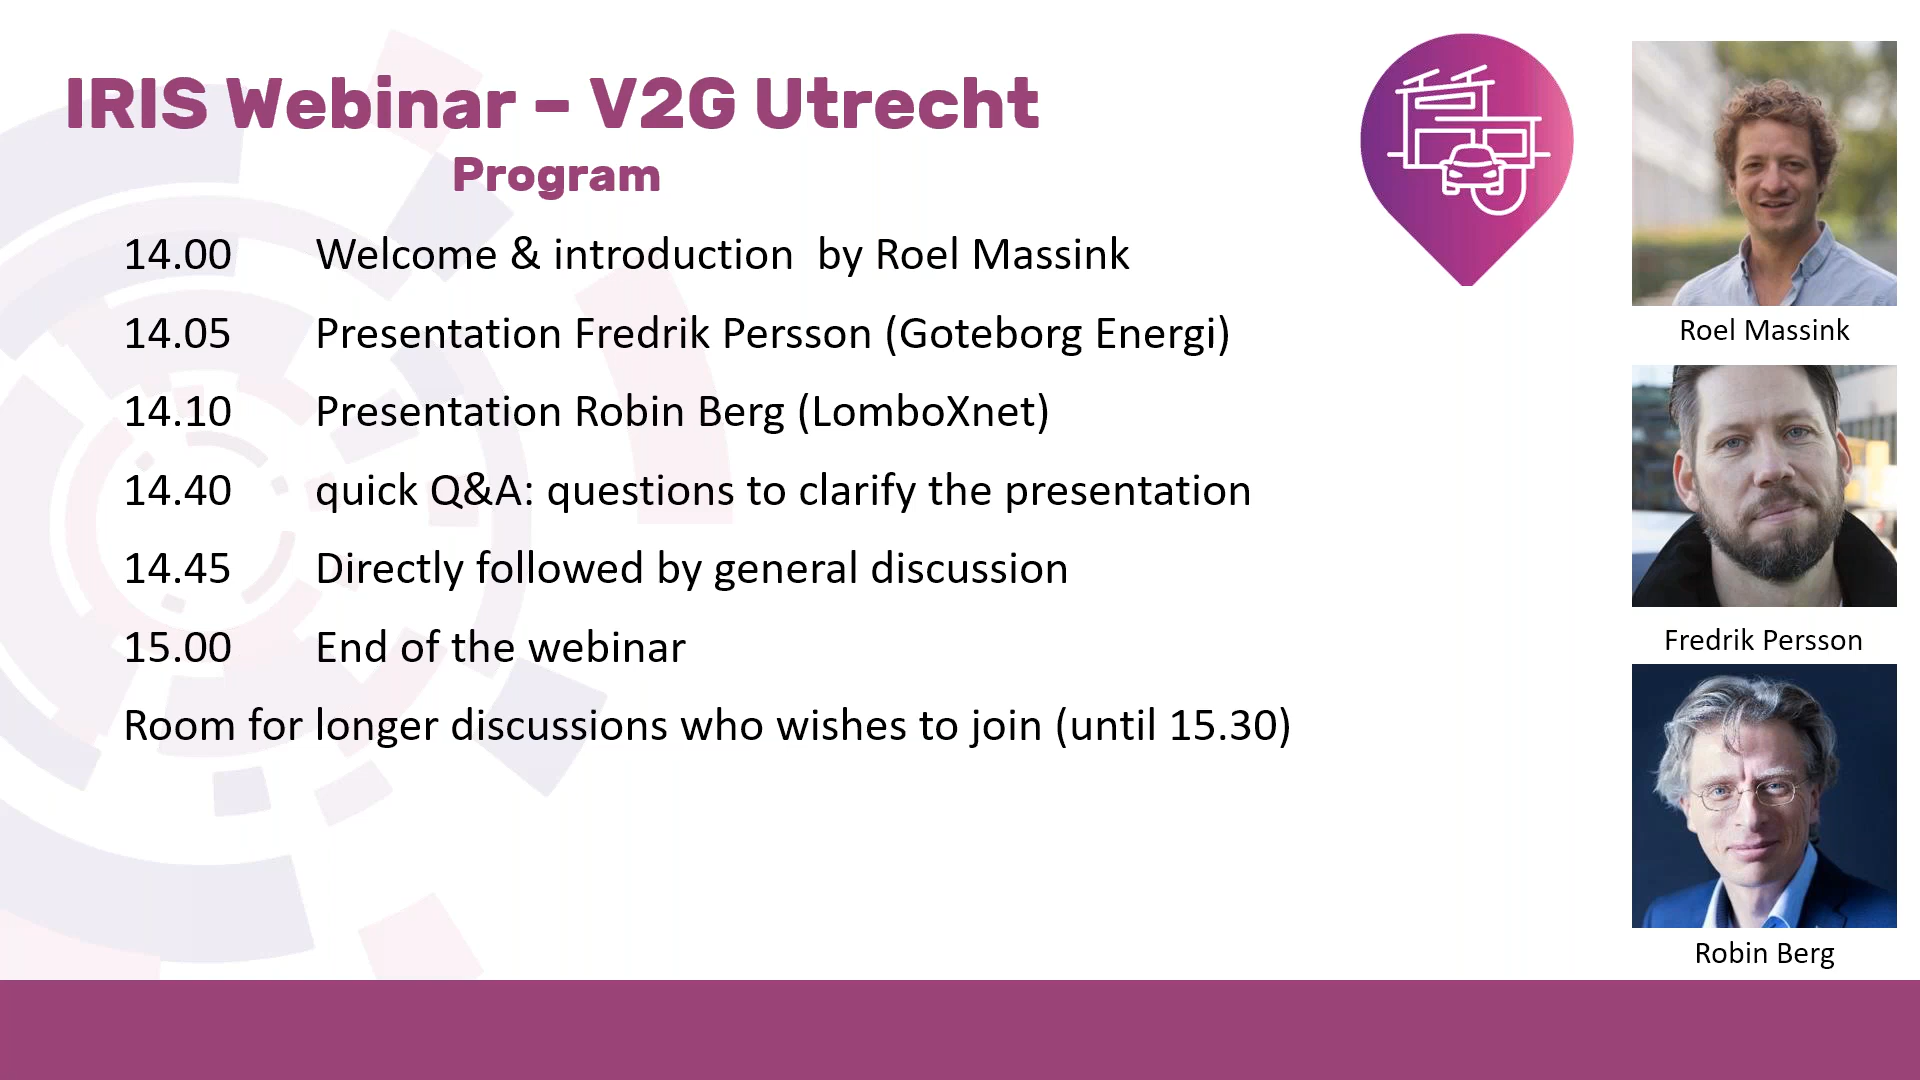 IRIS Webinar – V2G Utrecht
Program
14.00 Welcome & introduction by Roel Massink
14.05 Presentation Fredrik Persson (Goteborg Energi)
14.10 Presentation Robin Berg (LomboXnet)
14.40 quick Q&A: questions to clarify the presentation
14.45 Directly followed by general discussion
15.00 End of the webinar
Room for longer discussions who wishes to join (until 15.30)
Roel Massink
Fredrik Persson
Robin Berg